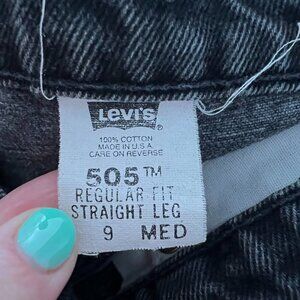 LEVI'S®
100% COTTON
MADE IN U.S.A.
CARE ON REVERSE
505™
REGULAR FIT
STRAIGHT LEG
9 MED